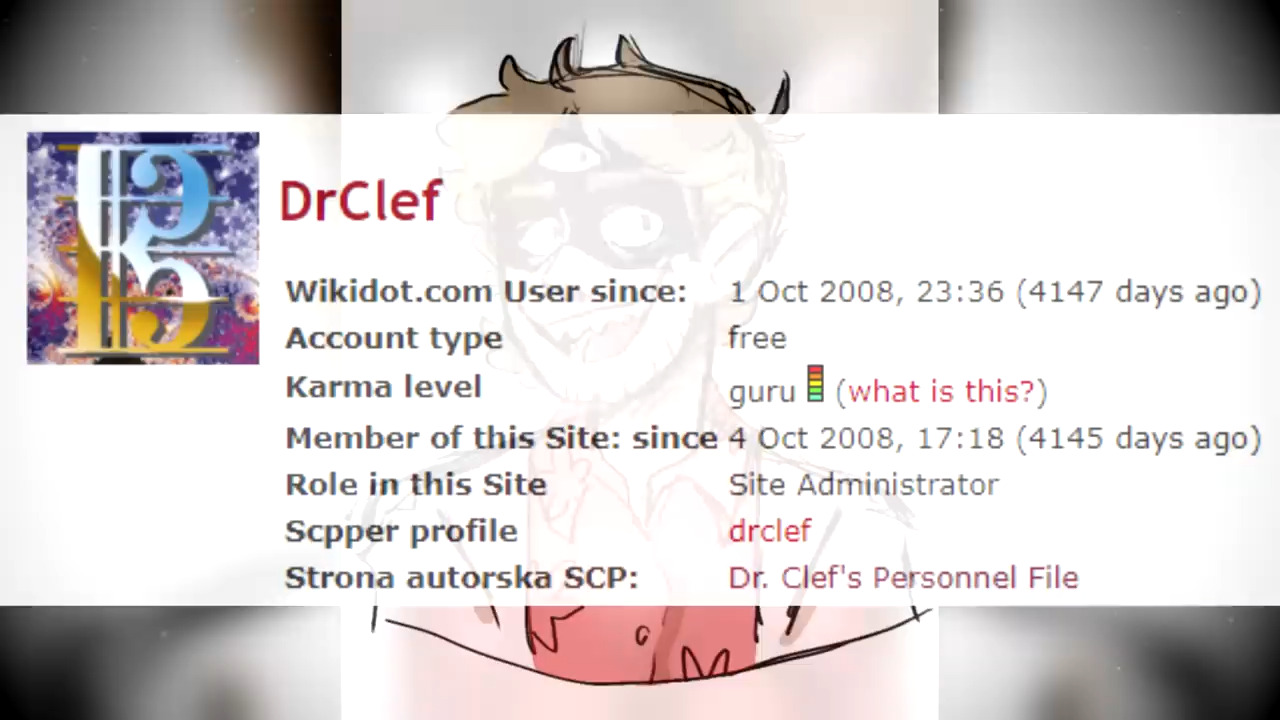 DrClef
Wikidot.com User since: 1 Oct 2008, 23:36 (4147 days ago)
Account type free
Karma level guru (what is this?)
Member of this Site: since 4 Oct 2008, 17:18 (4145 days ago)
Role in this Site Site Administrator
Scpper profile drclef
Strona autorska SCP: Dr. Clef's Personnel File